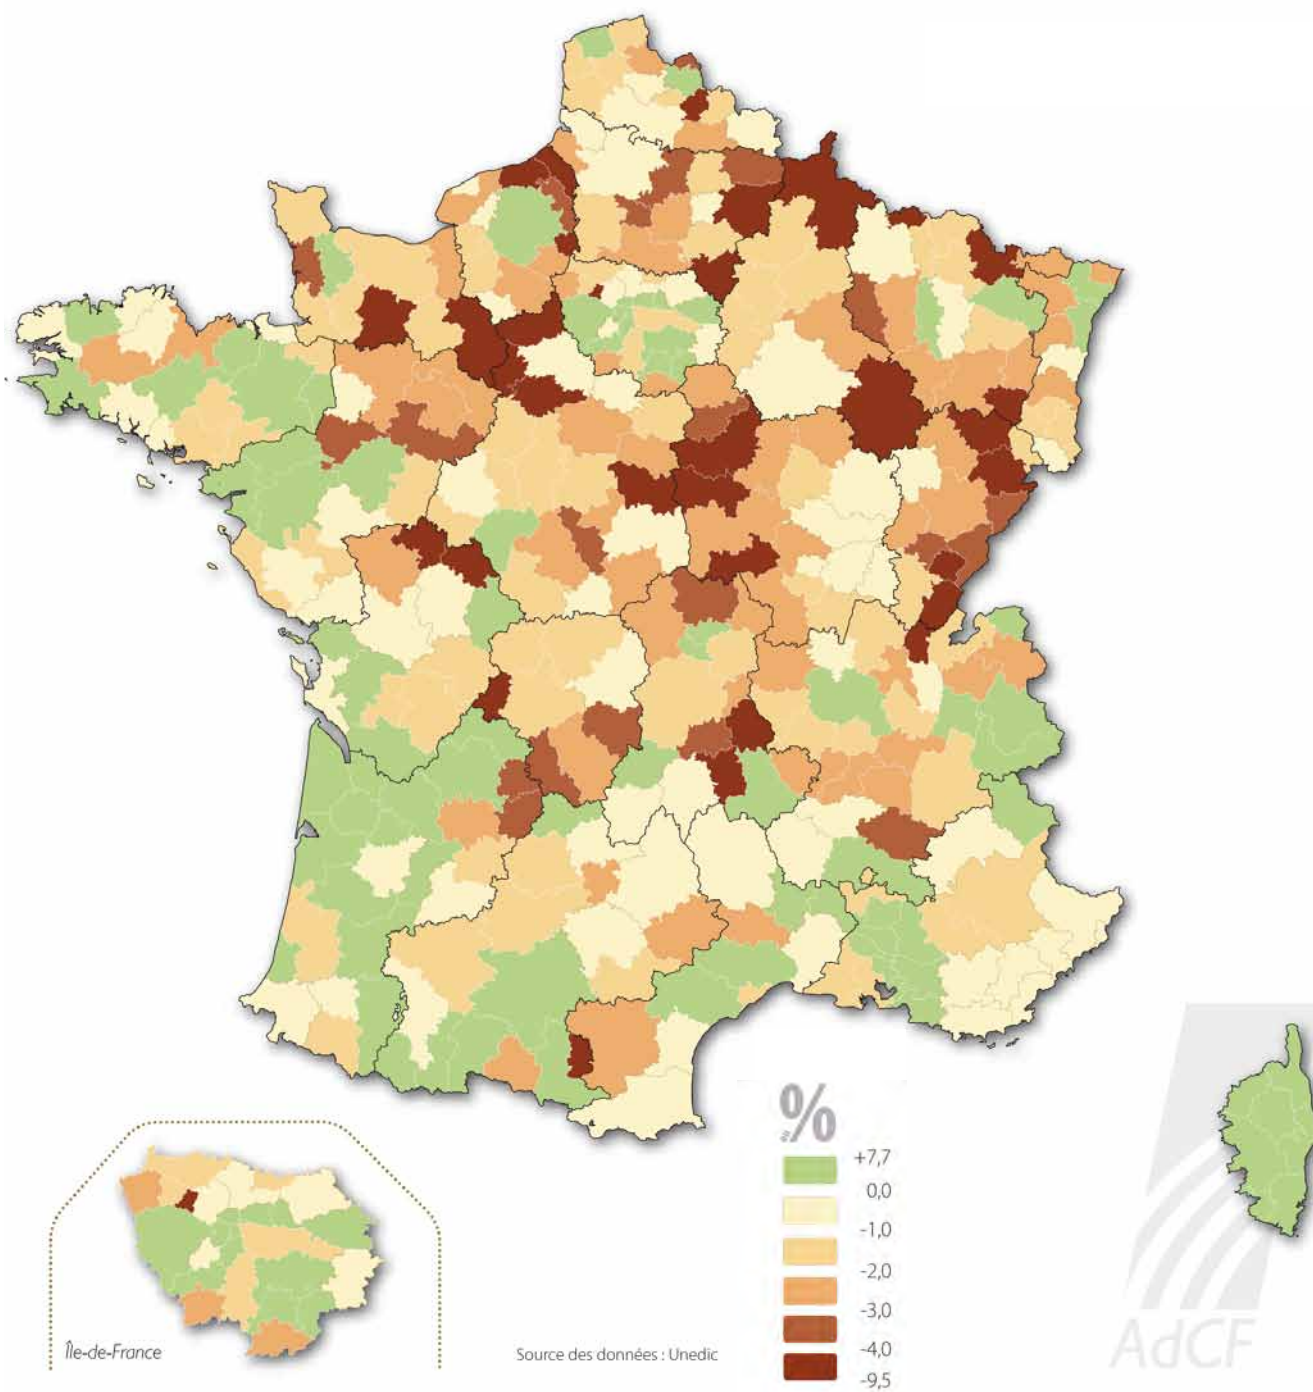 %
+7,7
0,0
-1,0
-2,0
-3,0
-4,0
-9,5
Île-de-France
Source des données : Unedic
AdCF